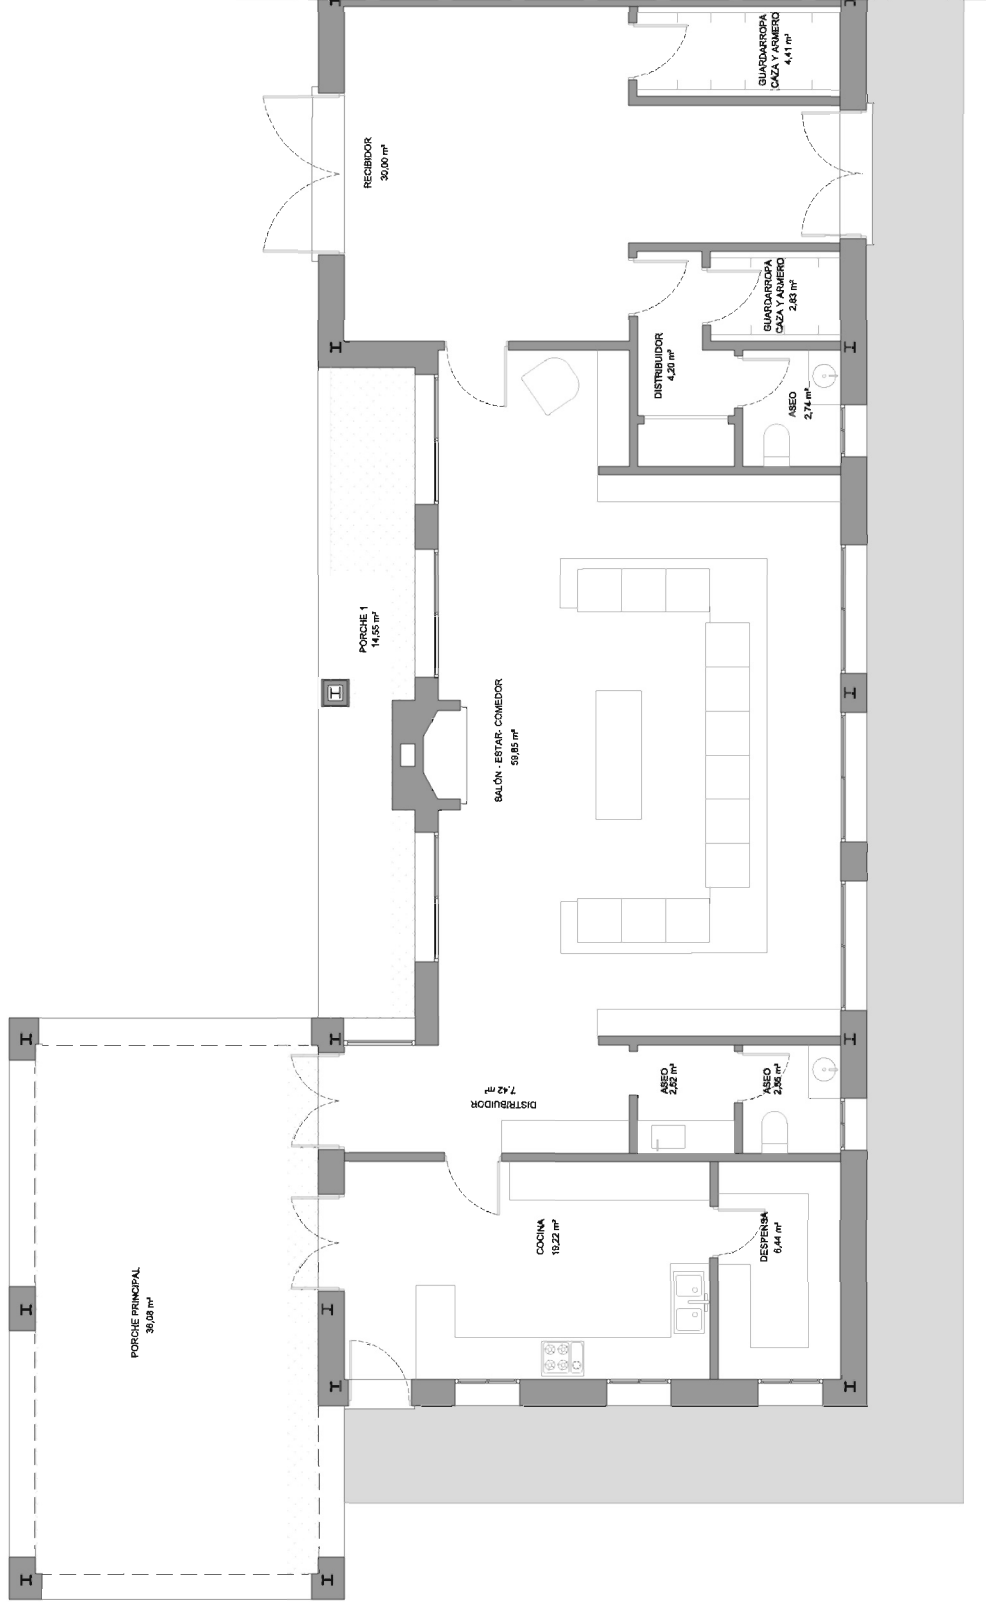 GUARDARROPA
CAZA Y ARMERO
4,41 m²
RECIBIDOR
30,00 m²
GUARDARROPA
CAZA Y ARMERO
2,83 m²
DISTRIBUIDOR
4,20 m²
ASEO
2,74 m²
PORCHE 1
14,55 m²
SALÓN - ESTAR- COMEDOR
59,85 m²
ASEO
2,52 m²
ASEO
2,55 m²
DISTRIBUIDOR
7,42 m²
COCINA
19,22 m²
DESPENSA
6,44 m²
PORCHE PRINCIPAL
36,08 m²